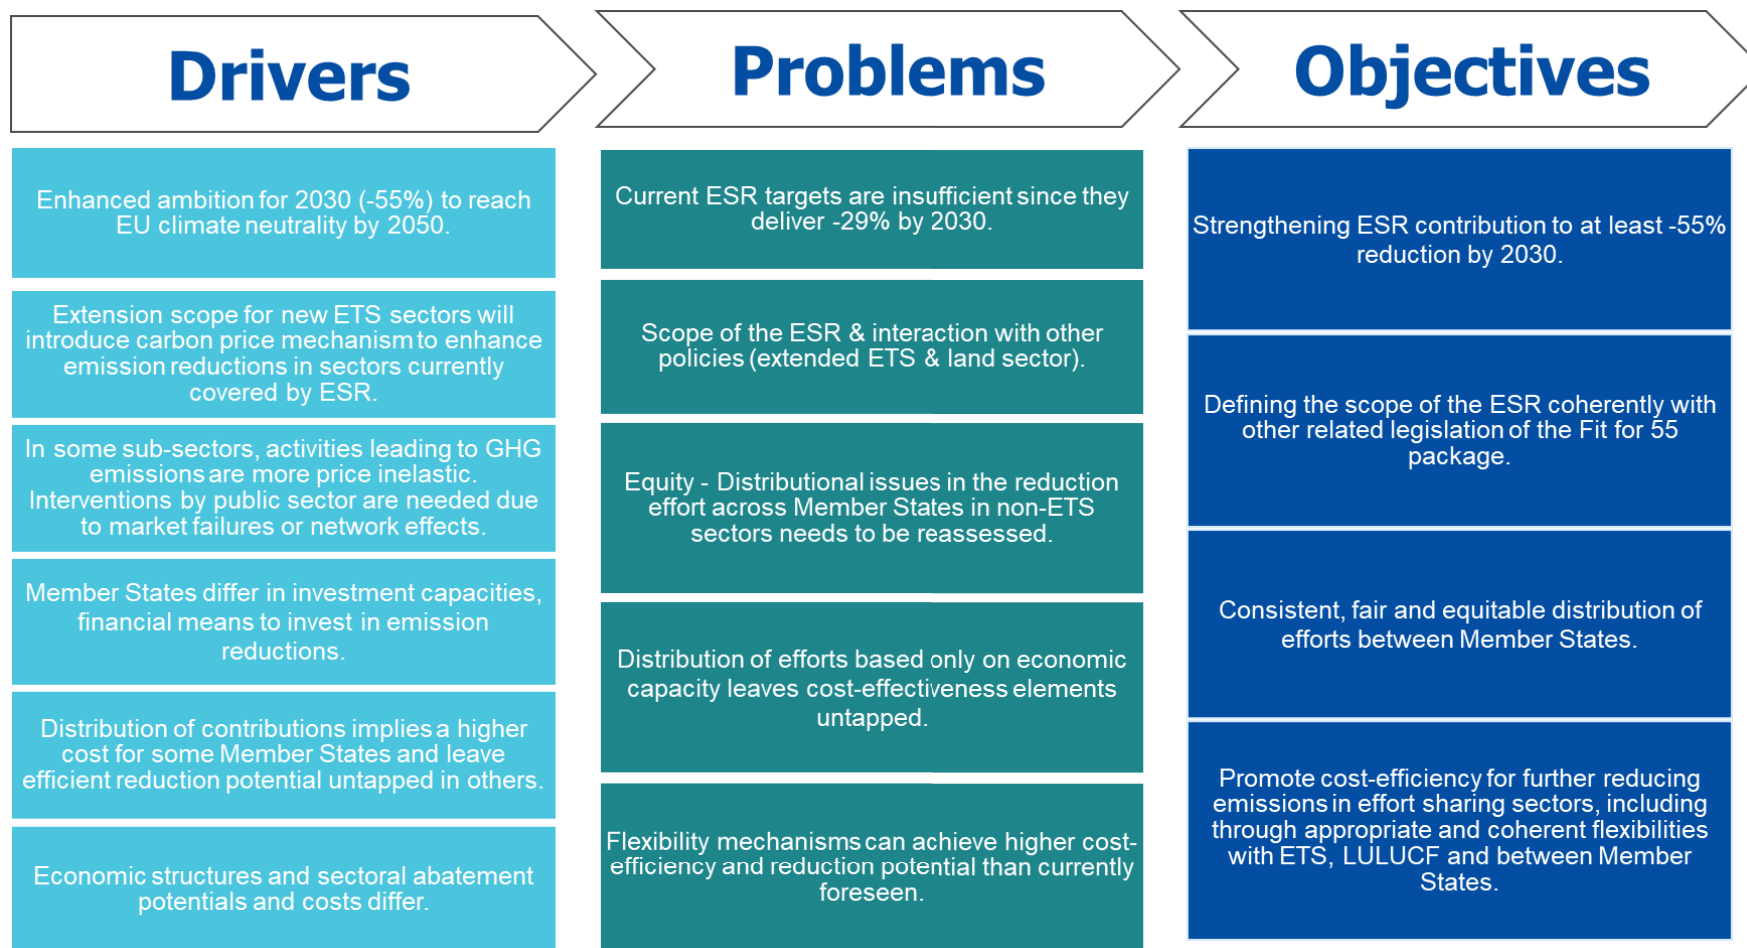 Drivers
Problems
Objectives
Enhanced ambition for 2030 (-55%) to reach
EU climate neutrality by 2050.
Extension scope for new ETS sectors will
introduce carbon price mechanism to enhance
emission reductions in sectors currently
covered by ESR.
In some sub-sectors, activities leading to GHG
emissions are more price inelastic.
Interventions by public sector are needed due
to market failures or network effects.
Member States differ in investment capacities,
financial means to invest in emission
reductions.
Distribution of contributions implies a higher
cost for some Member States and leave
efficient reduction potential untapped in others.
Economic structures and sectoral abatement
potentials and costs differ.
Current ESR targets are insufficient since they
deliver -29% by 2030.
Scope of the ESR & interaction with other
policies (extended ETS & land sector).
Equity - Distributional issues in the reduction
effort across Member States in non-ETS
sectors needs to be reassessed.
Distribution of efforts based only on economic
capacity leaves cost-effectiveness elements
untapped.
Flexibility mechanisms can achieve higher cost-
efficiency and reduction potential than currently
foreseen.
Strengthening ESR contribution to at least -55%
reduction by 2030.
Defining the scope of the ESR coherently with
other related legislation of the Fit for 55
package.
Consistent, fair and equitable distribution of
efforts between Member States.
Promote cost-efficiency for further reducing
emissions in effort sharing sectors, including
through appropriate and coherent flexibilities
with ETS, LULUCF and between Member
States.